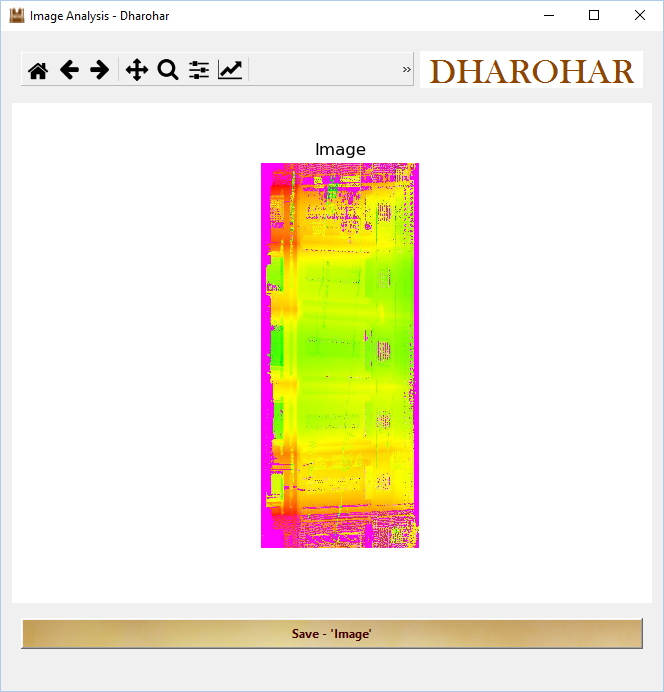 Image Analysis - Dharohar
DHAROHAR
Image
Save - 'Image'